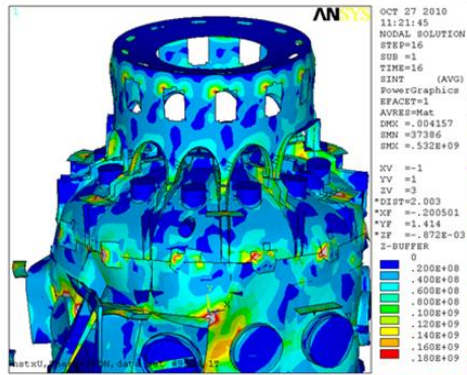 1
ANSYS
OCT 27 2010
11:21:45
NODAL SOLUTION
STEP=16
SUB =1
TIME=16
SINT (AVG)
PowerGraphics
EFACET=1
AVRES=Mat
DMX =.004157
SMN =37386
SMX =.532E+09
XV =-1
YV =1
ZV =3
*DIST=2.003
*XF =-.200501
*YF =1.414
*ZF =-.872E-03
Z-BUFFER
0
.200E+08
.400E+08
.600E+08
.800E+08
.100E+09
.120E+09
.140E+09
.160E+09
.180E+09